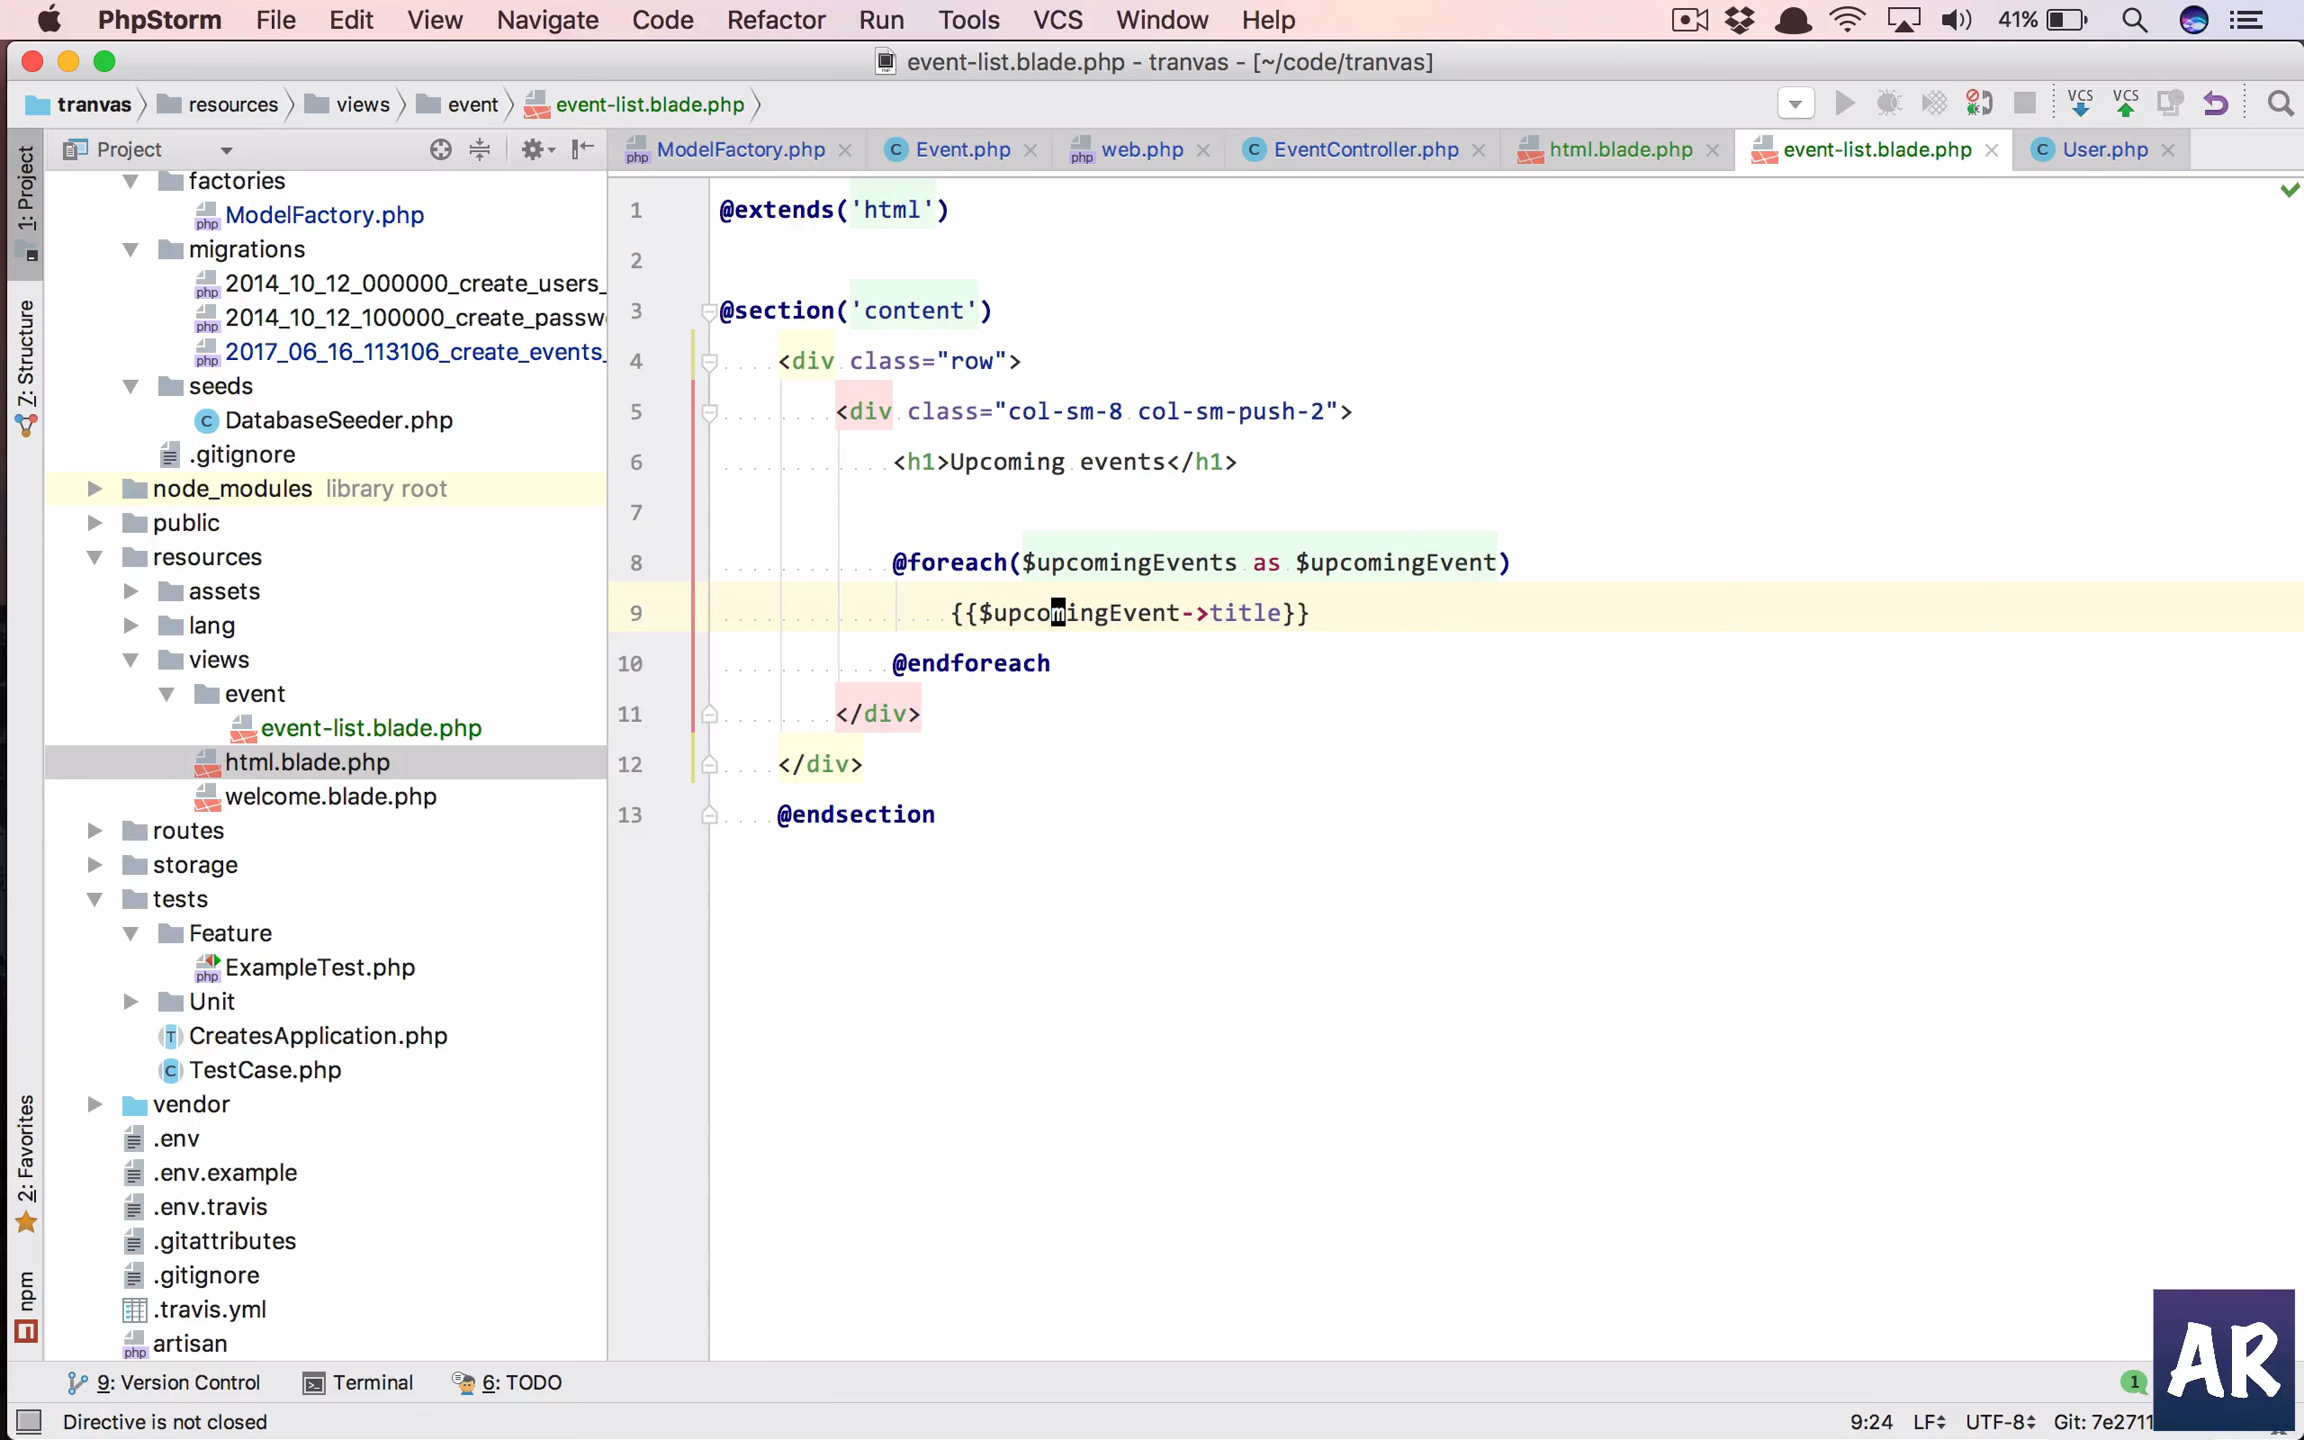 PhpStorm File Edit View Navigate Code Refactor Run Tools VCS Window Help 41%
event-list.blade.php - tranvas - [~/code/tranvas]
tranvas resources views event event-list.blade.php VCS VCS
Project
ModelFactory.php Event.php web.php EventController.php html.blade.php event-list.blade.php User.php
1: Project
7: Structure
2: Favorites
npm
factories
ModelFactory.php
migrations
2014_10_12_000000_create_users_
2014_10_12_100000_create_passw
2017_06_16_113106_create_events_
seeds
DatabaseSeeder.php
.gitignore
node_modules library root
public
resources
assets
lang
views
event
event-list.blade.php
html.blade.php
welcome.blade.php
routes
storage
tests
Feature
ExampleTest.php
Unit
CreatesApplication.php
TestCase.php
vendor
.env
.env.example
.env.travis
.gitattributes
.gitignore
.travis.yml
artisan
1 @extends('html')
2
3 @section('content')
4 <div class="row">
5 <div class="col-sm-8 col-sm-push-2">
6 <h1>Upcoming events</h1>
7
8 @foreach($upcomingEvents as $upcomingEvent)
9 {{$upcomingEvent->title}}
10 @endforeach
11 </div>
12 </div>
13 @endsection
9: Version Control Terminal 6: TODO 1
AR
Directive is not closed 9:24 LF UTF-8 Git: 7e2711